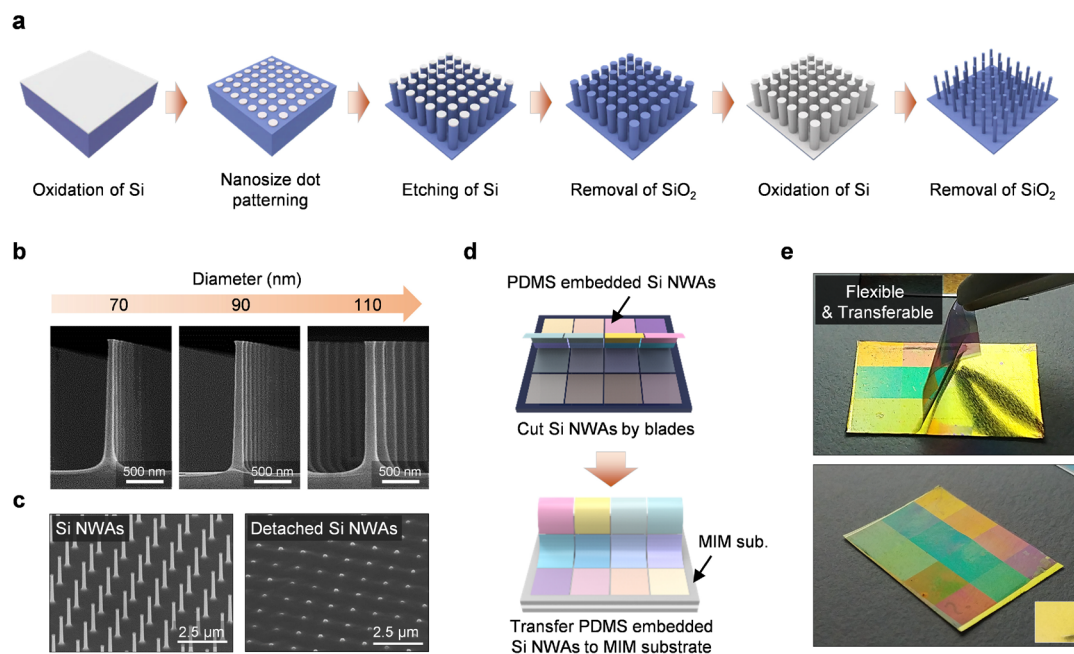 a
Oxidation of Si
Nanosize dot
patterning
Etching of Si
Removal of SiO₂
Oxidation of Si
Removal of SiO₂
b
Diameter (nm)
70
90
110
500 nm
500 nm
500 nm
c
Si NWAs
2.5 μm
Detached Si NWAs
2.5 μm
d
PDMS embedded Si NWAs
Cut Si NWAs by blades
MIM sub.
Transfer PDMS embedded
Si NWAs to MIM substrate
e
Flexible
& Transferable